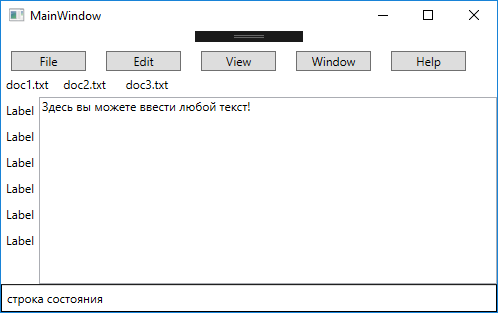 MainWindow
File Edit View Window Help
doc1.txt doc2.txt doc3.txt
Label Здесь вы можете ввести любой текст!
Label
Label
Label
Label
Label
строка состояния